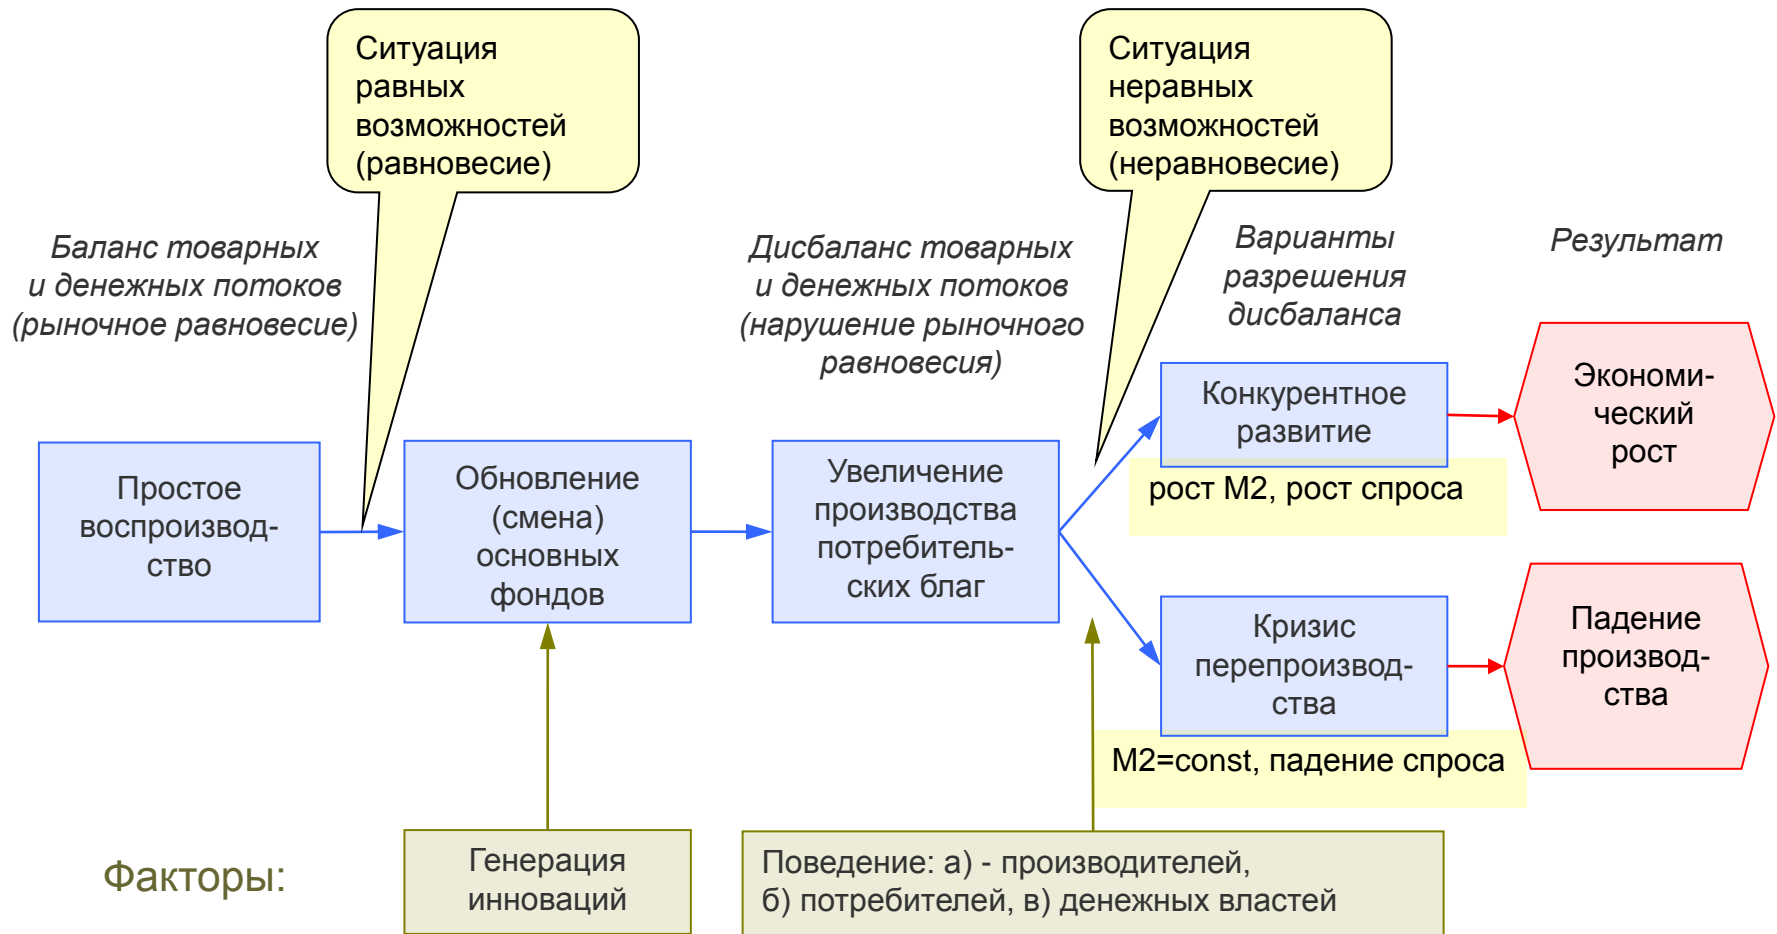 Ситуация
равных
возможностей
(равновесие)
Ситуация
неравных
возможностей
(неравновесие)
Баланс товарных
и денежных потоков
(рыночное равновесие)
Дисбаланс товарных
и денежных потоков
(нарушение рыночного
равновесия)
Варианты
разрешения
дисбаланса
Результат
Простое
воспроизвод-
ство
Обновление
(смена)
основных
фондов
Увеличение
производства
потребитель-
ских благ
Конкурентное
развитие
рост М2, рост спроса
Экономи-
ческий
рост
Кризис
перепроизвод-
ства
М2=const, падение спроса
Падение
производ-
ства
Факторы:
Генерация
инноваций
Поведение: а) - производителей,
б) потребителей, в) денежных властей